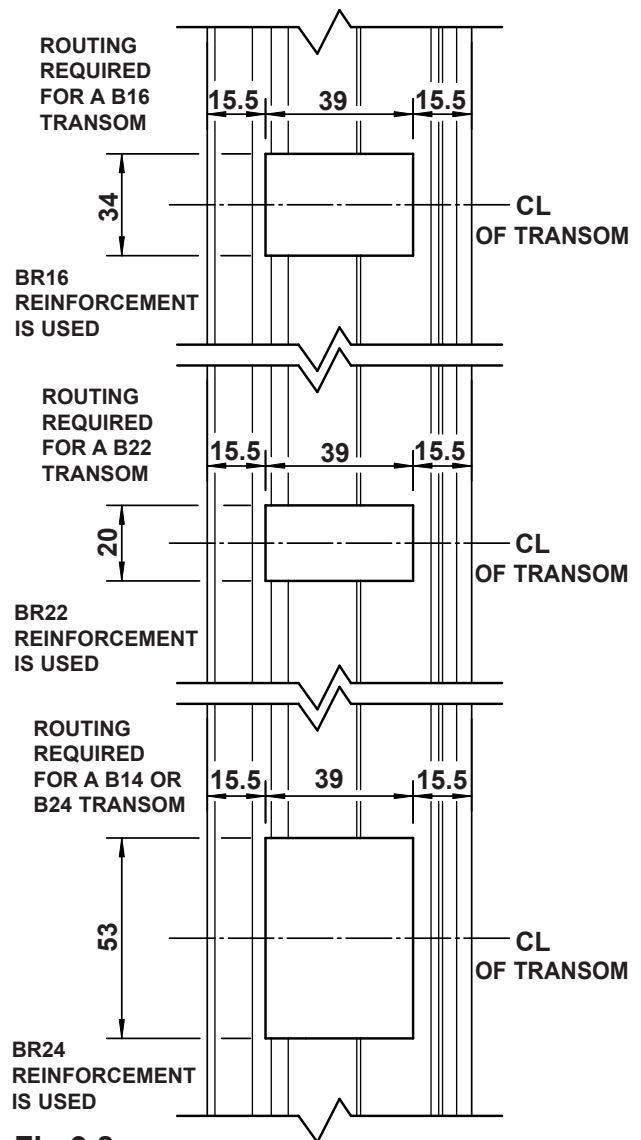 ROUTING
REQUIRED
FOR A B16
TRANSOM
15.5 39 15.5
34
CL
OF TRANSOM
BR16
REINFORCEMENT
IS USED
ROUTING
REQUIRED
FOR A B22
TRANSOM
15.5 39 15.5
20
CL
OF TRANSOM
BR22
REINFORCEMENT
IS USED
ROUTING
REQUIRED
FOR A B14 OR
B24 TRANSOM
15.5 39 15.5
53
CL
OF TRANSOM
BR24
REINFORCEMENT
IS USED